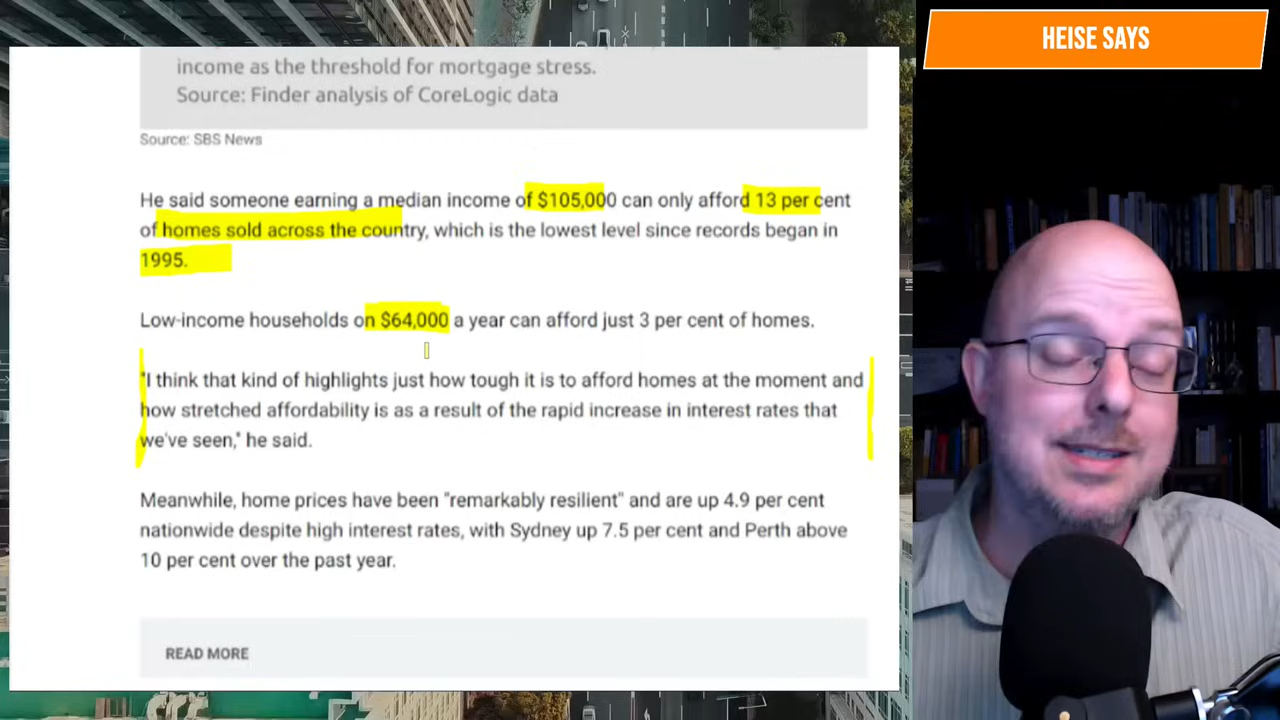 HEISE SAYS
income as the threshold for mortgage stress.
Source: Finder analysis of CoreLogic data
Source: SBS News
He said someone earning a median income of $105,000 can only afford 13 per cent
of homes sold across the country, which is the lowest level since records began in
1995.
Low-income households on $64,000 a year can afford just 3 per cent of homes.
"I think that kind of highlights just how tough it is to afford homes at the moment and
how stretched affordability is as a result of the rapid increase in interest rates that
we've seen," he said.
Meanwhile, home prices have been "remarkably resilient" and are up 4.9 per cent
nationwide despite high interest rates, with Sydney up 7.5 per cent and Perth above
10 per cent over the past year.
READ MORE